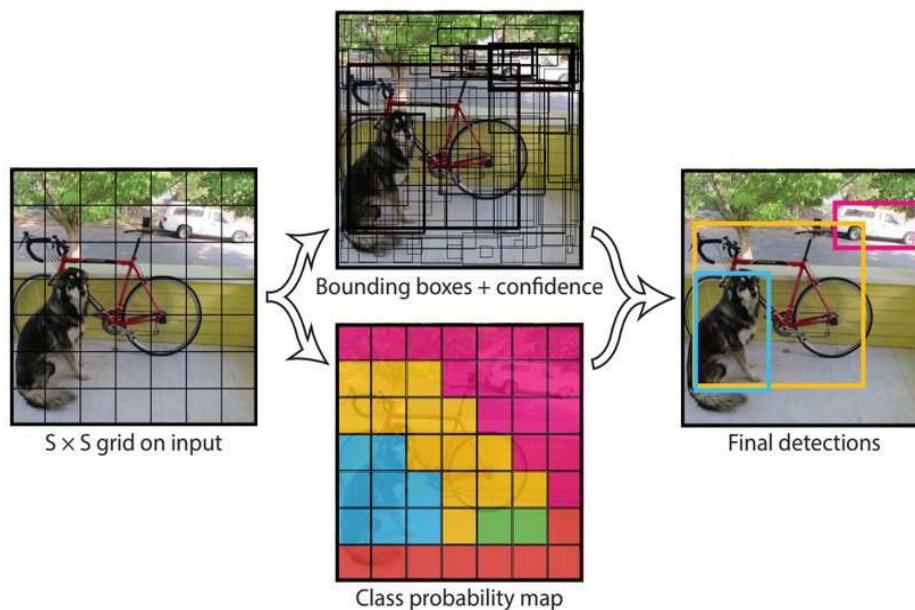 Bounding boxes + confidence
S × S grid on input
Final detections
Class probability map